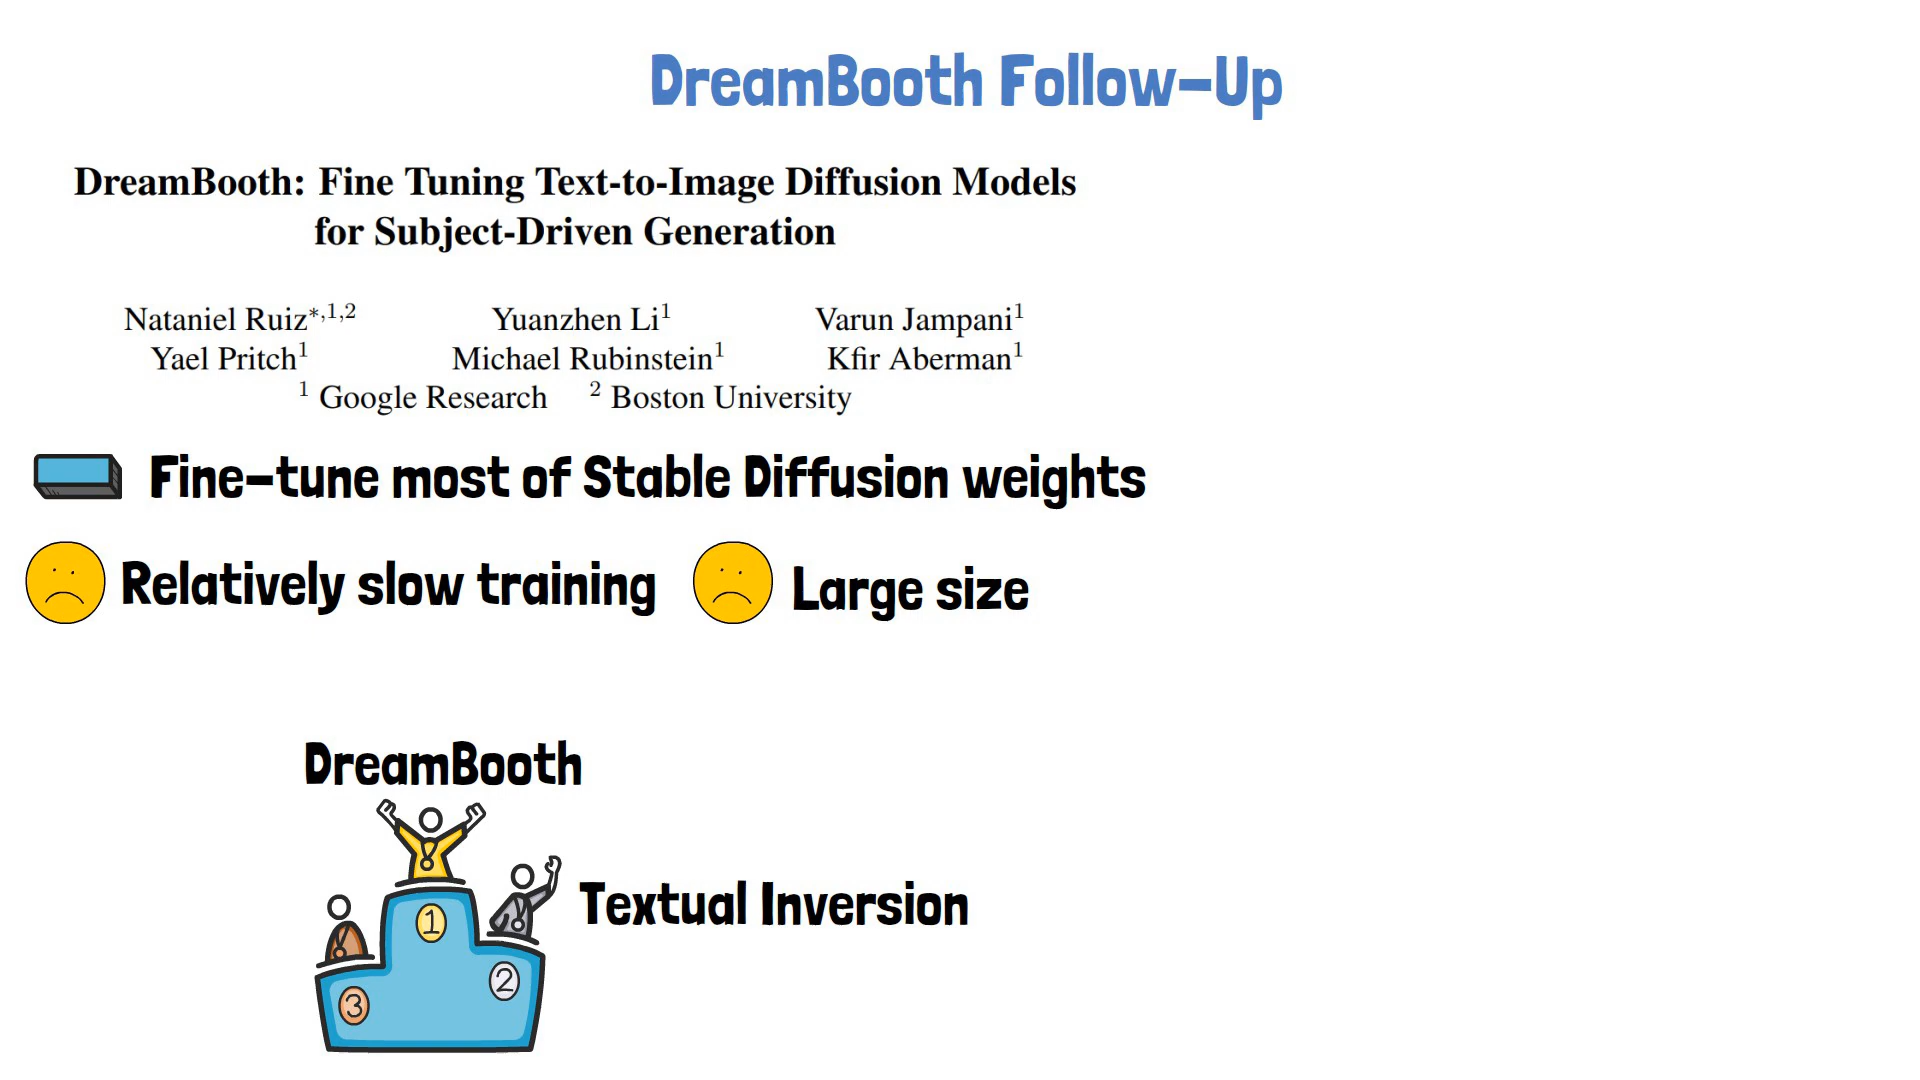 DreamBooth Follow-Up
DreamBooth: Fine Tuning Text-to-Image Diffusion Models
for Subject-Driven Generation
Nataniel Ruiz*,1,2 Yuanzhen Li1 Varun Jampani1
Yael Pritch1 Michael Rubinstein1 Kfir Aberman1
1 Google Research 2 Boston University
Fine-tune most of Stable Diffusion weights
Relatively slow training Large size
DreamBooth
Textual Inversion
1
2
3